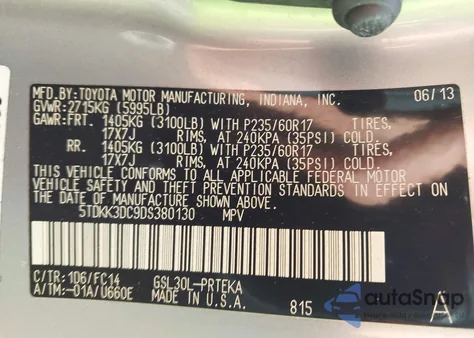 MFD.BY:TOYOTA MOTOR MANUFACTURING, INDIANA, INC. 06/13
GVWR:2715KG (5995LB)
GAWR:FRT. 1405KG (3100LB) WITH P235/60R17 TIRES,
17X7J RIMS, AT 240KPA (35PSI) COLD.
RR. 1405KG (3100LB) WITH P235/60R17 TIRES,
17X7J RIMS, AT 240KPA (35PSI) COLD.
THIS VEHICLE CONFORMS TO ALL APPLICABLE FEDERAL MOTOR
VEHICLE SAFETY AND THEFT PREVENTION STANDARDS IN EFFECT ON
THE DATE OF MANUFACTURE SHOWN ABOVE.
5TDKK3DC9DS380130 MPV
C/TR:1D6/FC14 GSL30L-PRTEKA
A/TM:-01A/U660E MADE IN U.S.A. 815 A
autoSnap